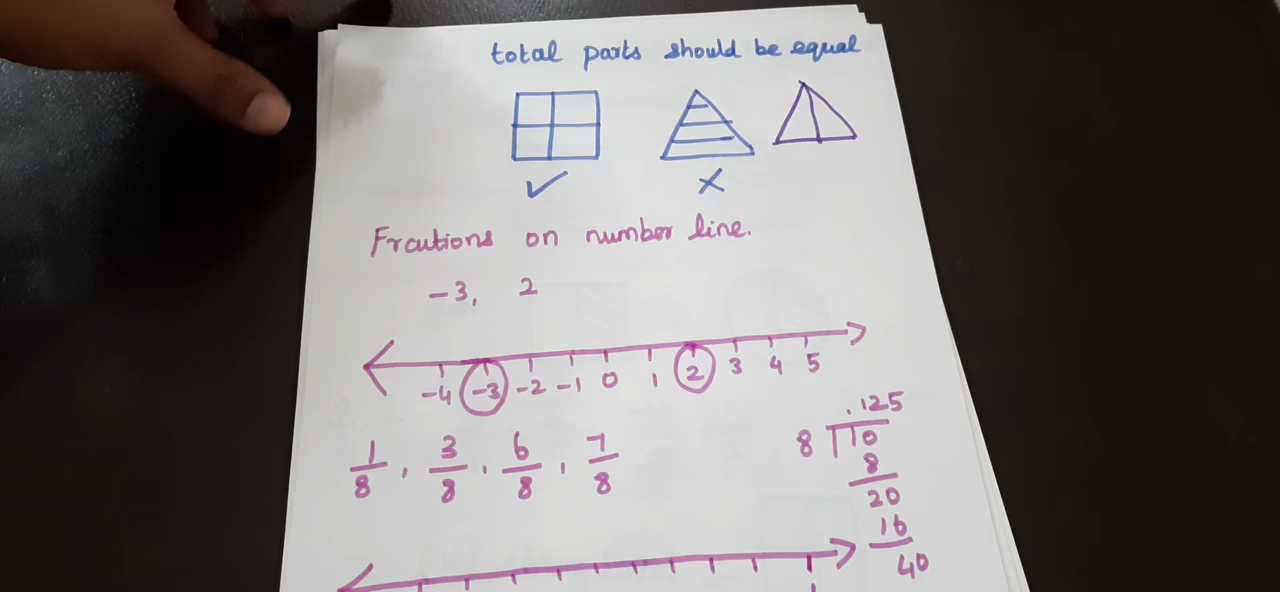 total parts should be equal
✓ ×
Frcutions on number line.
-3, 2
-4 -3 -2 -1 0 1 2 3 4 5
1/8, 3/8, 6/8, 7/8
.125
8 10
8
20
16
40